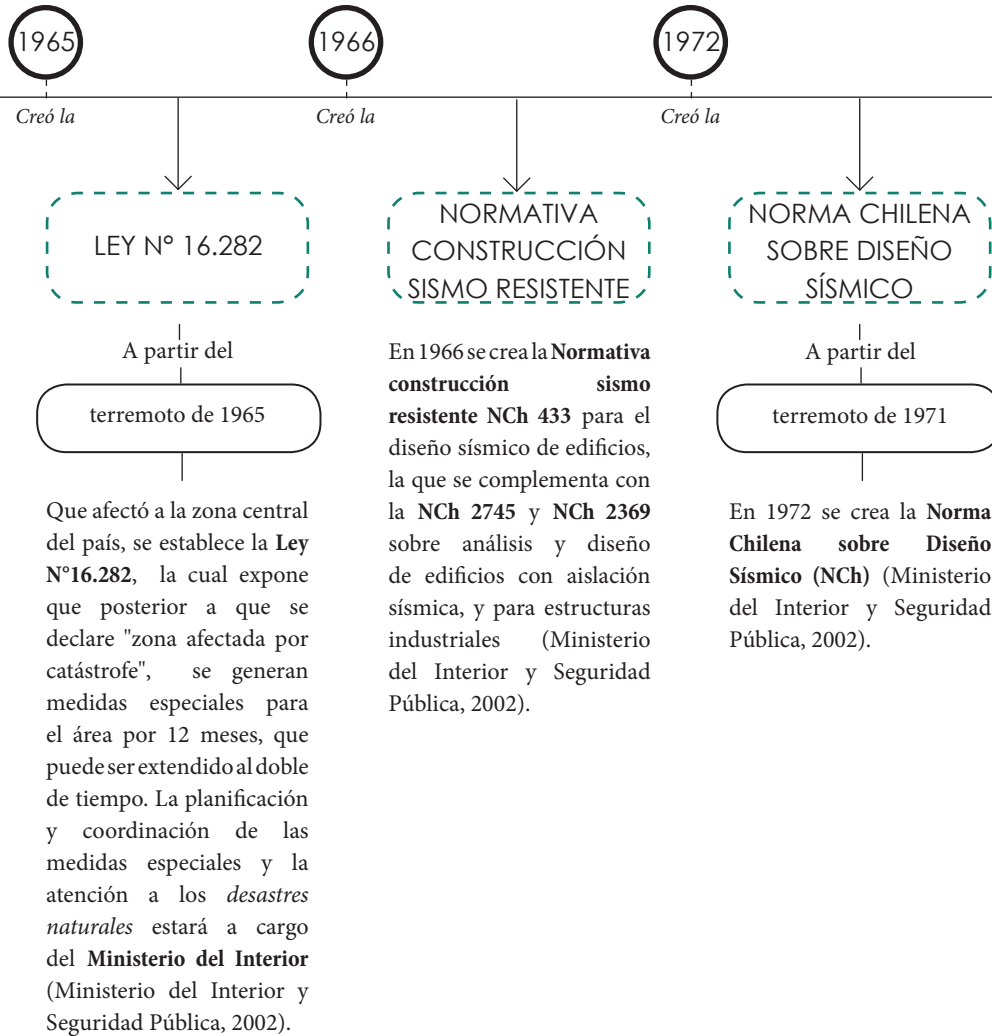 1965
Creó la
LEY N° 16.282
A partir del
terremoto de 1965
Que afectó a la zona central
del país, se establece la Ley
N°16.282, la cual expone
que posterior a que se
declare "zona afectada por
catástrofe", se generan
medidas especiales para
el área por 12 meses, que
puede ser extendido al doble
de tiempo. La planificación
y coordinación de las
medidas especiales y la
atención a los desastres
naturales estará a cargo
del Ministerio del Interior
(Ministerio del Interior y
Seguridad Pública, 2002).
1966
Creó la
NORMATIVA
CONSTRUCCIÓN
SISMO RESISTENTE
En 1966 se crea la Normativa
construcción sismo
resistente NCh 433 para el
diseño sísmico de edificios,
la que se complementa con
la NCh 2745 y NCh 2369
sobre análisis y diseño
de edificios con aislación
sísmica, y para estructuras
industriales (Ministerio
del Interior y Seguridad
Pública, 2002).
1972
Creó la
NORMA CHILENA
SOBRE DISEÑO
SÍSMICO
A partir del
terremoto de 1971
En 1972 se crea la Norma
Chilena sobre Diseño
Sísmico (NCh) (Ministerio
del Interior y Seguridad
Pública, 2002).